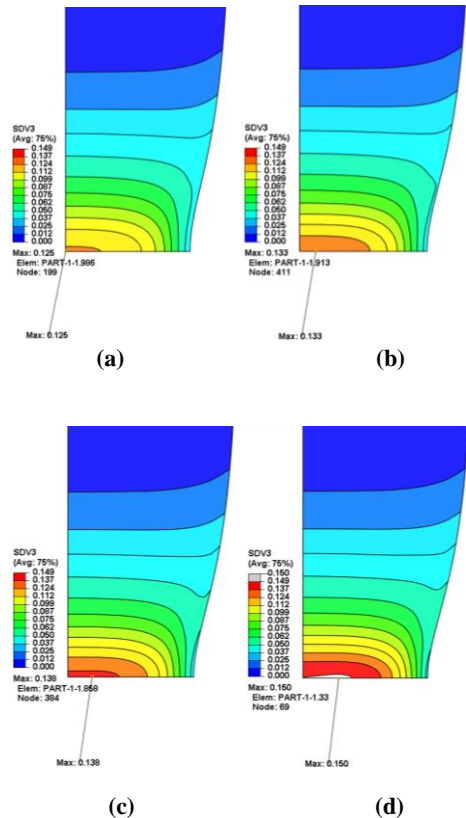 SDV3
(Avg: 75%)
0.149
0.137
0.124
0.112
0.099
0.087
0.075
0.062
0.050
0.037
0.025
0.012
0.000
Max: 0.125
Elem: PART-1-1.996
Node: 199
Max: 0.125
(a)
SDV3
(Avg: 75%)
0.149
0.137
0.124
0.112
0.099
0.087
0.075
0.062
0.050
0.037
0.025
0.012
0.000
Max: 0.133
Elem: PART-1-1.913
Node: 411
Max: 0.133
(b)
SDV3
(Avg: 75%)
0.149
0.137
0.124
0.112
0.099
0.087
0.075
0.062
0.050
0.037
0.025
0.012
0.000
Max: 0.138
Elem: PART-1-1.858
Node: 384
Max: 0.138
(c)
SDV3
(Avg: 75%)
0.150
0.149
0.137
0.124
0.112
0.099
0.087
0.075
0.062
0.050
0.037
0.025
0.012
0.000
Max: 0.150
Elem: PART-1-1.33
Node: 69
Max: 0.150
(d)